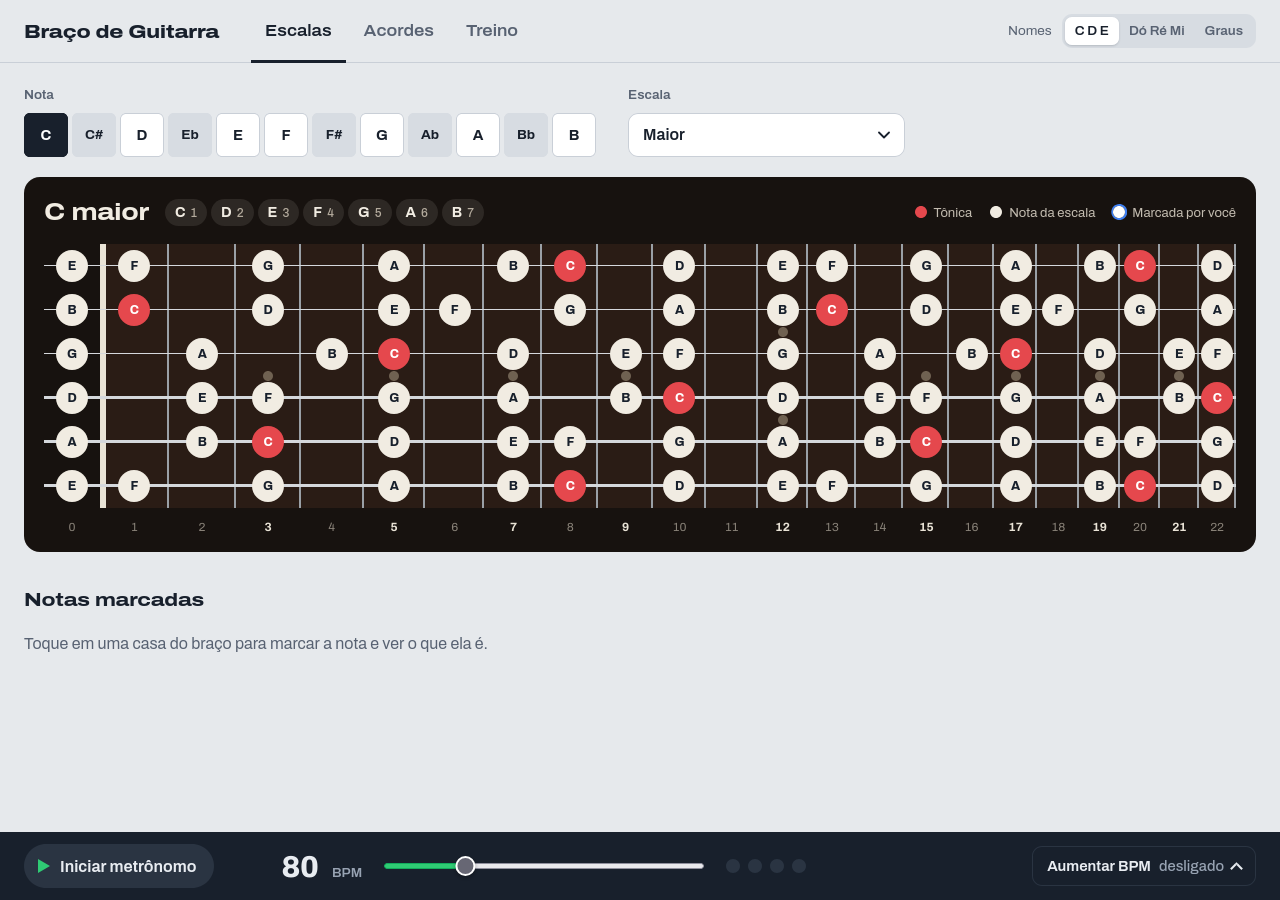 Braço de Guitarra Escalas Acordes Treino Nomes C D E Dó Ré Mi Graus
Nota Escala
C C# D Eb E F F# G Ab A Bb B Maior
C maior C 1 D 2 E 3 F 4 G 5 A 6 B 7 Tônica Nota da escala Marcada por você
E F G A B C D E F G A B C D
B C D E F G A B C D E F G A
G A B C D E F G A B C D E F
D E F G A B C D E F G A B C
A B C D E F G A B C D E F G
E F G A B C D E F G A B C D
0 1 2 3 4 5 6 7 8 9 10 11 12 13 14 15 16 17 18 19 20 21 22
Notas marcadas
Toque em uma casa do braço para marcar a nota e ver o que ela é.
Iniciar metrônomo 80 BPM Aumentar BPM desligado